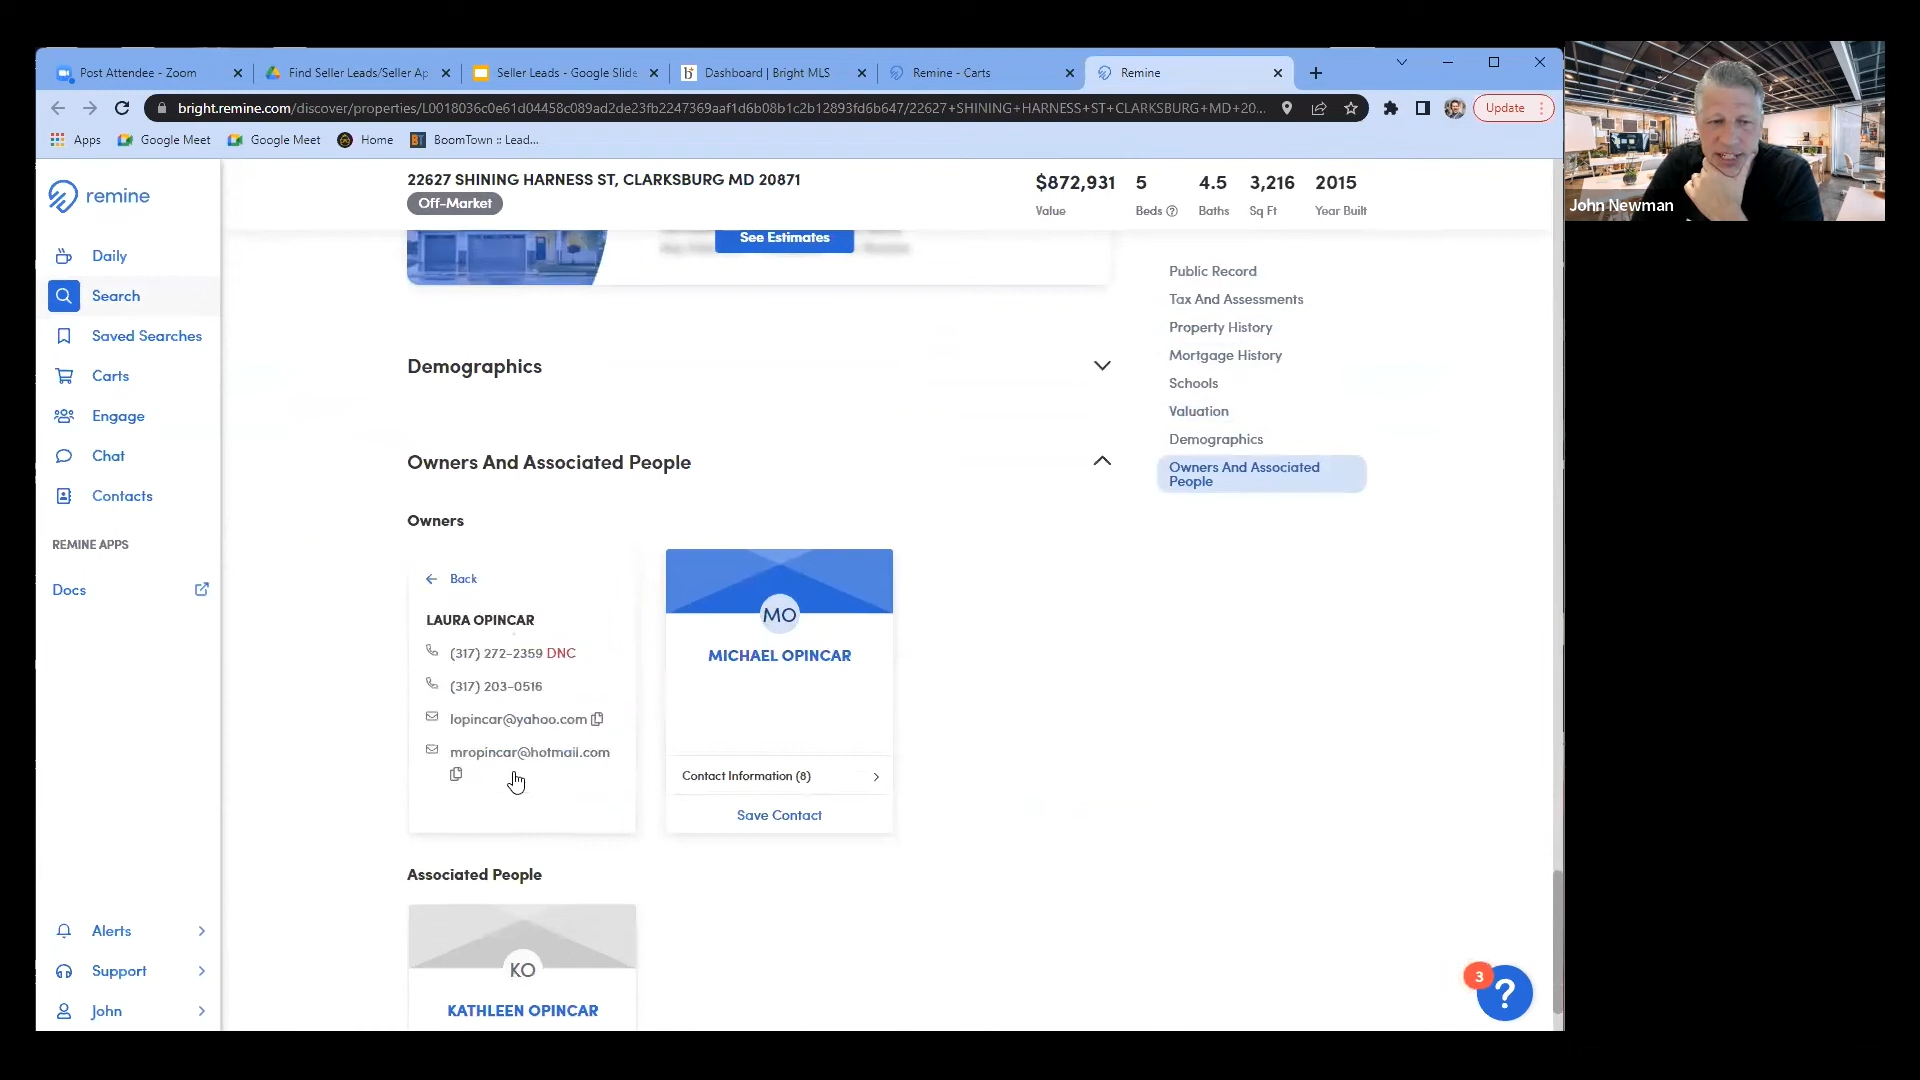 Post Attendee - Zoom
Find Seller Leads/Seller Ap
Seller Leads - Google Slide
Dashboard | Bright MLS
Remine - Carts
Remine
bright.remine.com/discover/properties/L0018036c0e61d04458c089ad2de23fb2247369aaf1d6b08b1c2b12893fd6b647/22627+SHINING+HARNESS+ST+CLARKSBURG+MD+20...
Update
Apps
Google Meet
Google Meet
Home
BoomTown :: Lead...
John Newman
remine
Daily
Search
Saved Searches
Carts
Engage
Chat
Contacts
REMINE APPS
Docs
Alerts
Support
John
22627 SHINING HARNESS ST, CLARKSBURG MD 20871
Off-Market
$872,931 5 4.5 3,216 2015
Value Beds Baths Sq Ft Year Built
See Estimates
Demographics
Owners And Associated People
Owners
Back
LAURA OPINCAR
(317) 272-2359 DNC
(317) 203-0516
lopincar@yahoo.com
mropincar@hotmail.com
MO
MICHAEL OPINCAR
Contact Information (8)
Save Contact
Associated People
KO
KATHLEEN OPINCAR
Public Record
Tax And Assessments
Property History
Mortgage History
Schools
Valuation
Demographics
Owners And Associated
People
3
?